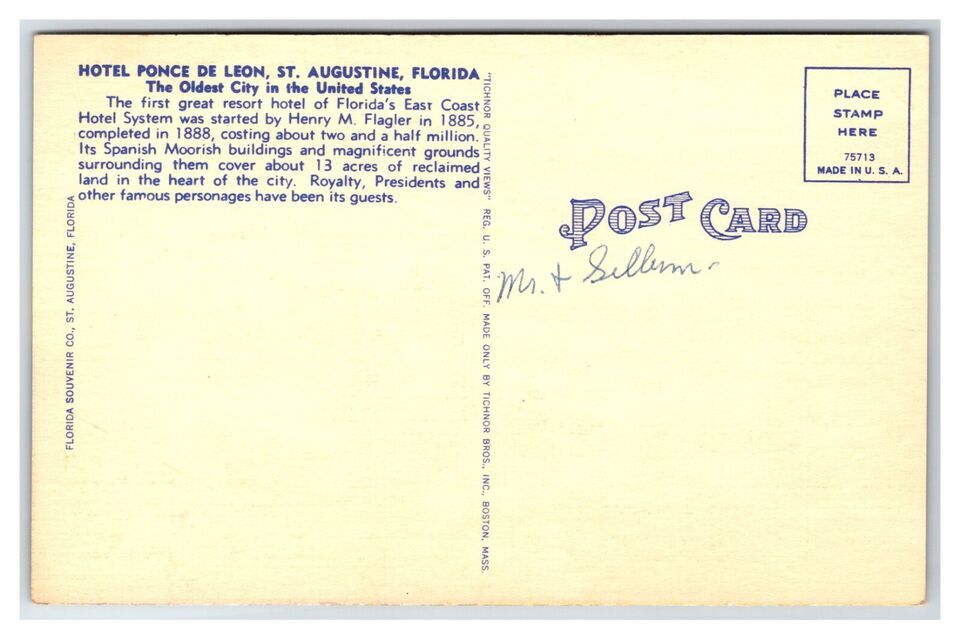 HOTEL PONCE DE LEON, ST. AUGUSTINE, FLORIDA
The Oldest City in the United States
The first great resort hotel of Florida's East Coast
Hotel System was started by Henry M. Flagler in 1885,
completed in 1888, costing about two and a half million.
Its Spanish Moorish buildings and magnificent grounds
surrounding them cover about 13 acres of reclaimed
land in the heart of the city. Royalty, Presidents and
other famous personages have been its guests.
FLORIDA SOUVENIR CO., ST. AUGUSTINE, FLORIDA
"TICHNOR QUALITY VIEWS" REG. U. S. PAT. OFF. MADE ONLY BY TICHNOR BROS., INC., BOSTON, MASS.
PLACE
STAMP
HERE
75713
MADE IN U. S. A.
POST CARD
Mr. +